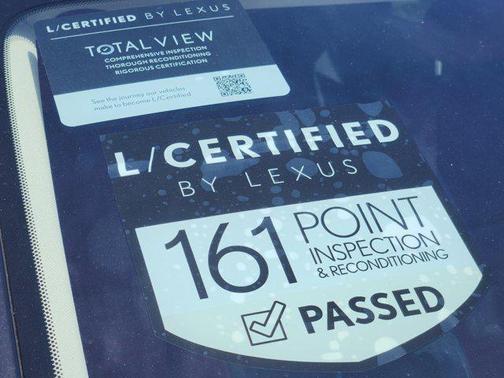 L/CERTIFIED BY LEXUS
TOTALVIEW
COMPREHENSIVE INSPECTION
THOROUGH RECONDITIONING
RIGOROUS CERTIFICATION
See the journey our vehicles
make to become L/Certified
L/CERTIFIED
BY LEXUS
161 POINT
INSPECTION
& RECONDITIONING
PASSED